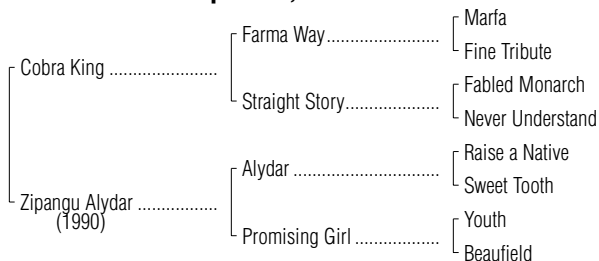 Marfa
Farma Way ..........................
Fine Tribute
Cobra King ......................
Fabled Monarch
Straight Story...................
Never Understand
Raise a Native
Alydar ................................
Sweet Tooth
Zipangu Alydar ................
(1990)
Youth
Promising Girl .................
Beaufield